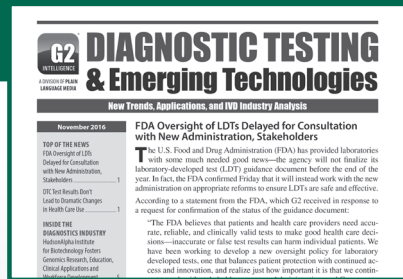 G2
INTELLIGENCE
A DIVISION OF PLAIN
LANGUAGE MEDIA
DIAGNOSTIC TESTING
& Emerging Technologies
New Trends, Applications, and IVD Industry Analysis
November 2016
TOP OF THE NEWS
FDA Oversight of LDTs
Delayed for Consultation
with New Administration,
Stakeholders 1
DTC Test Results Don't
Lead to Dramatic Changes
in Health Care Use 1
INSIDE THE
DIAGNOSTICS INDUSTRY
HudsonAlpha Institute
for Biotechnology Fosters
Genomics Research, Education,
Clinical Applications and
FDA Oversight of LDTs Delayed for Consultation
with New Administration, Stakeholders
The U.S. Food and Drug Administration (FDA) has provided laboratories
with some much needed good news—the agency will not finalize its
laboratory-developed test (LDT) guidance document before the end of the
year. In fact, the FDA confirmed Friday that it will instead work with the new
administration on appropriate reforms to ensure LDTs are safe and effective.
According to a statement from the FDA, which G2 received in response to
a request for confirmation of the status of the guidance document:
"The FDA believes that patients and health care providers need accu-
rate, reliable, and clinically valid tests to make good health care deci-
sions—inaccurate or false test results can harm individual patients. We
have been working to develop a new oversight policy for laboratory
developed tests, one that balances patient protection with continued ac-
cess and innovation, and realize just how important it is that we contin-